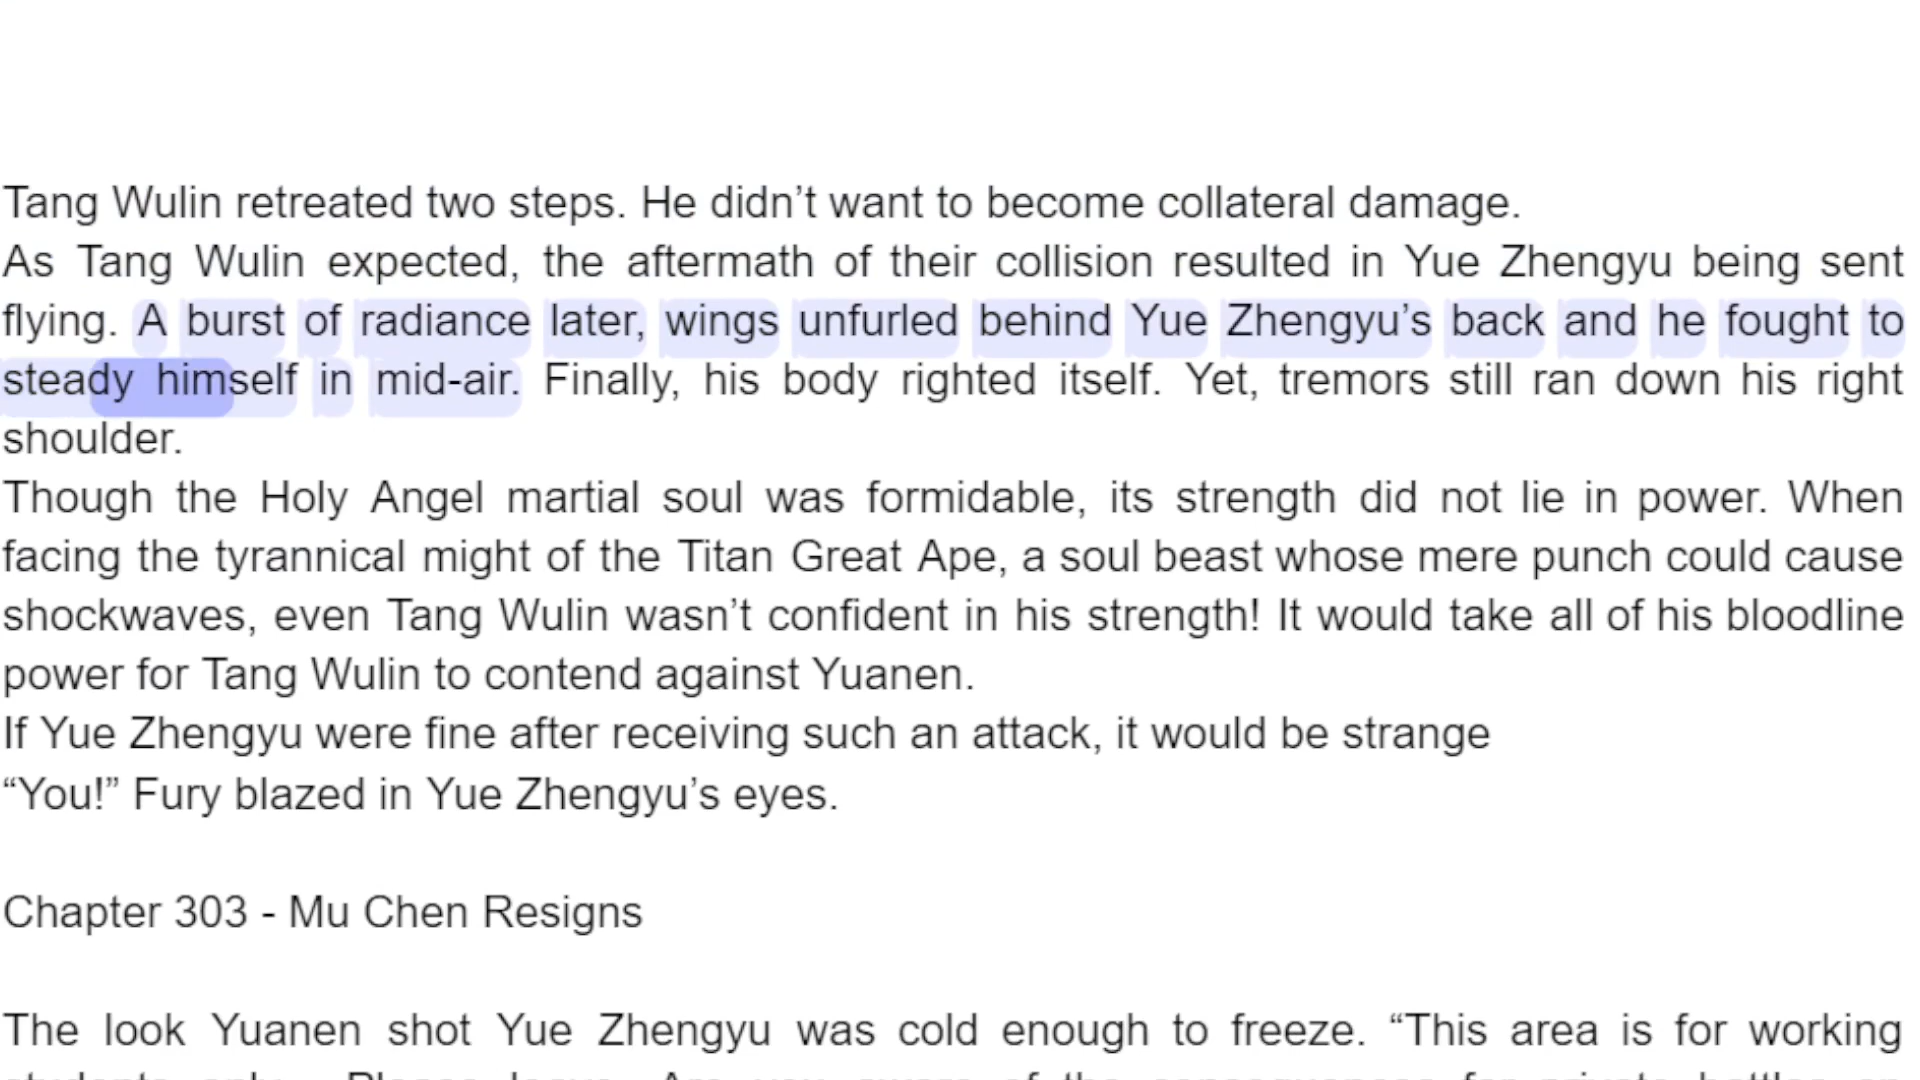 Tang Wulin retreated two steps. He didn’t want to become collateral damage.
As Tang Wulin expected, the aftermath of their collision resulted in Yue Zhengyu being sent
flying. A burst of radiance later, wings unfurled behind Yue Zhengyu’s back and he fought to
steady himself in mid-air. Finally, his body righted itself. Yet, tremors still ran down his right
shoulder.
Though the Holy Angel martial soul was formidable, its strength did not lie in power. When
facing the tyrannical might of the Titan Great Ape, a soul beast whose mere punch could cause
shockwaves, even Tang Wulin wasn’t confident in his strength! It would take all of his bloodline
power for Tang Wulin to contend against Yuanen.
If Yue Zhengyu were fine after receiving such an attack, it would be strange
“You!” Fury blazed in Yue Zhengyu’s eyes.
Chapter 303 - Mu Chen Resigns
The look Yuanen shot Yue Zhengyu was cold enough to freeze. “This area is for working